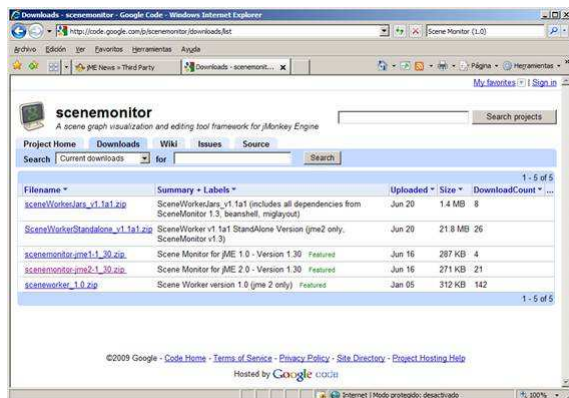 Downloads - scenemonitor - Google Code - Windows Internet Explorer
http://code.google.com/p/scenemonitor/downloads/list
Scene Monitor (1.0)
Archivo Edición Ver Favoritos Herramientas Ayuda
jME News » Third Party
Downloads - scenemonit...
Página
Herramientas
My favorites | Sign in
scenemonitor
A scene graph visualization and editing tool framework for jMonkey Engine
Search projects
Project Home Downloads Wiki Issues Source
Search Current downloads for Search
1 - 5 of 5
Filename Summary + Labels Uploaded Size DownloadCount ...
sceneWorkerJars_v1.1a1.zip SceneWorkerJars_v1.1a1 (includes all dependencies from SceneMonitor 1.3, beanshell, miglayout) Jun 20 1.4 MB 8
SceneWorkerStandalone_v1.1a1.zip SceneWorker v1.1a1 StandAlone Version (jme2 only, SceneMonitor v1.3) Jun 20 21.8 MB 26
scenemonitor-jme1-1_30.zip Scene Monitor for jME 1.0 - Version 1.30 Featured Jun 16 287 KB 4
scenemonitor-jme2-1_30.zip Scene Monitor for jME 2.0 - Version 1.30 Featured Jun 16 271 KB 21
sceneworker_1.0.zip Scene Worker version 1.0 (jme 2 only) Featured Jan 05 312 KB 142
1 - 5 of 5
©2009 Google - Code Home - Terms of Service - Privacy Policy - Site Directory - Project Hosting Help
Hosted by Google code
Internet | Modo protegido: desactivado 100%